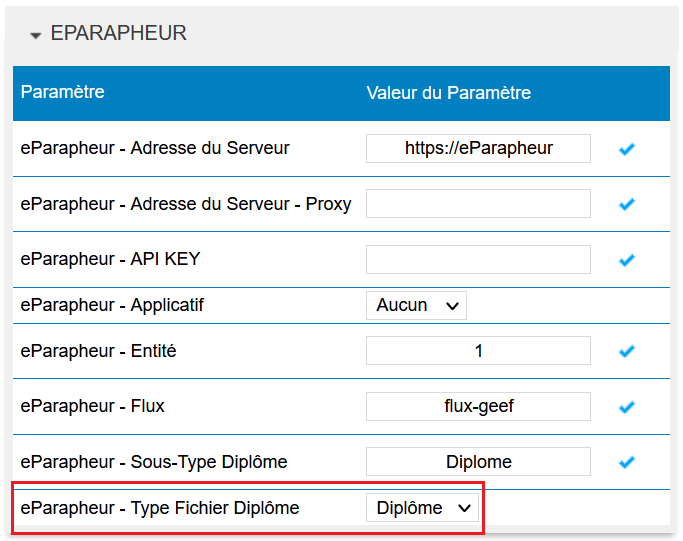 EPARAPHEUR
Paramètre Valeur du Paramètre
eParapheur - Adresse du Serveur https://eParapheur
eParapheur - Adresse du Serveur - Proxy
eParapheur - API KEY
eParapheur - Applicatif Aucun
eParapheur - Entité 1
eParapheur - Flux flux-geef
eParapheur - Sous-Type Diplôme Diplome
eParapheur - Type Fichier Diplôme Diplôme